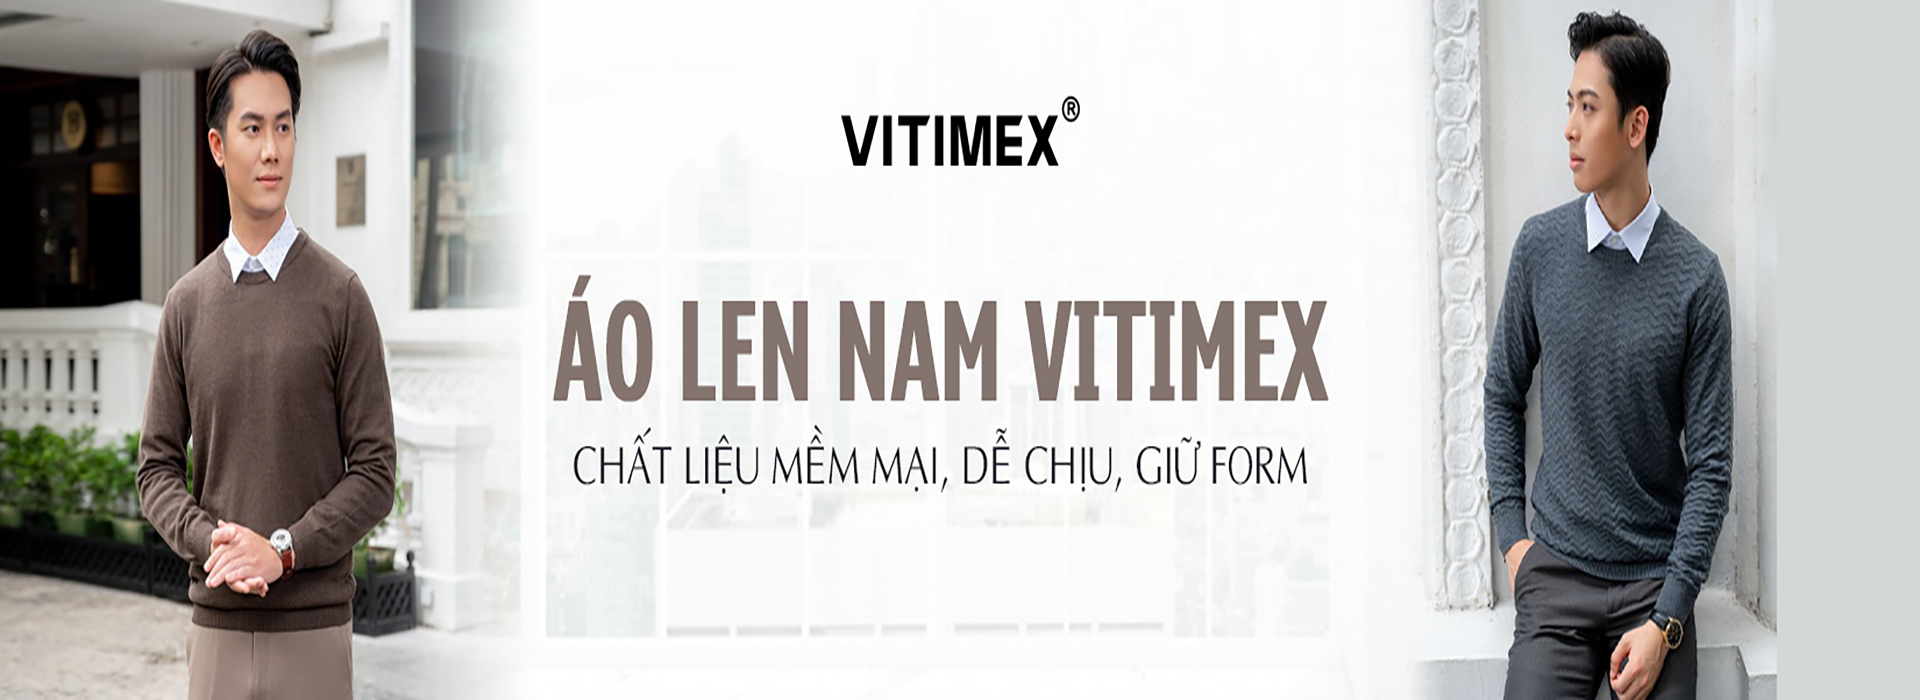 VITIMEX®
ÁO LEN NAM VITIMEX
CHẤT LIỆU MỀM MẠI, DỄ CHỊU, GIỮ FORM